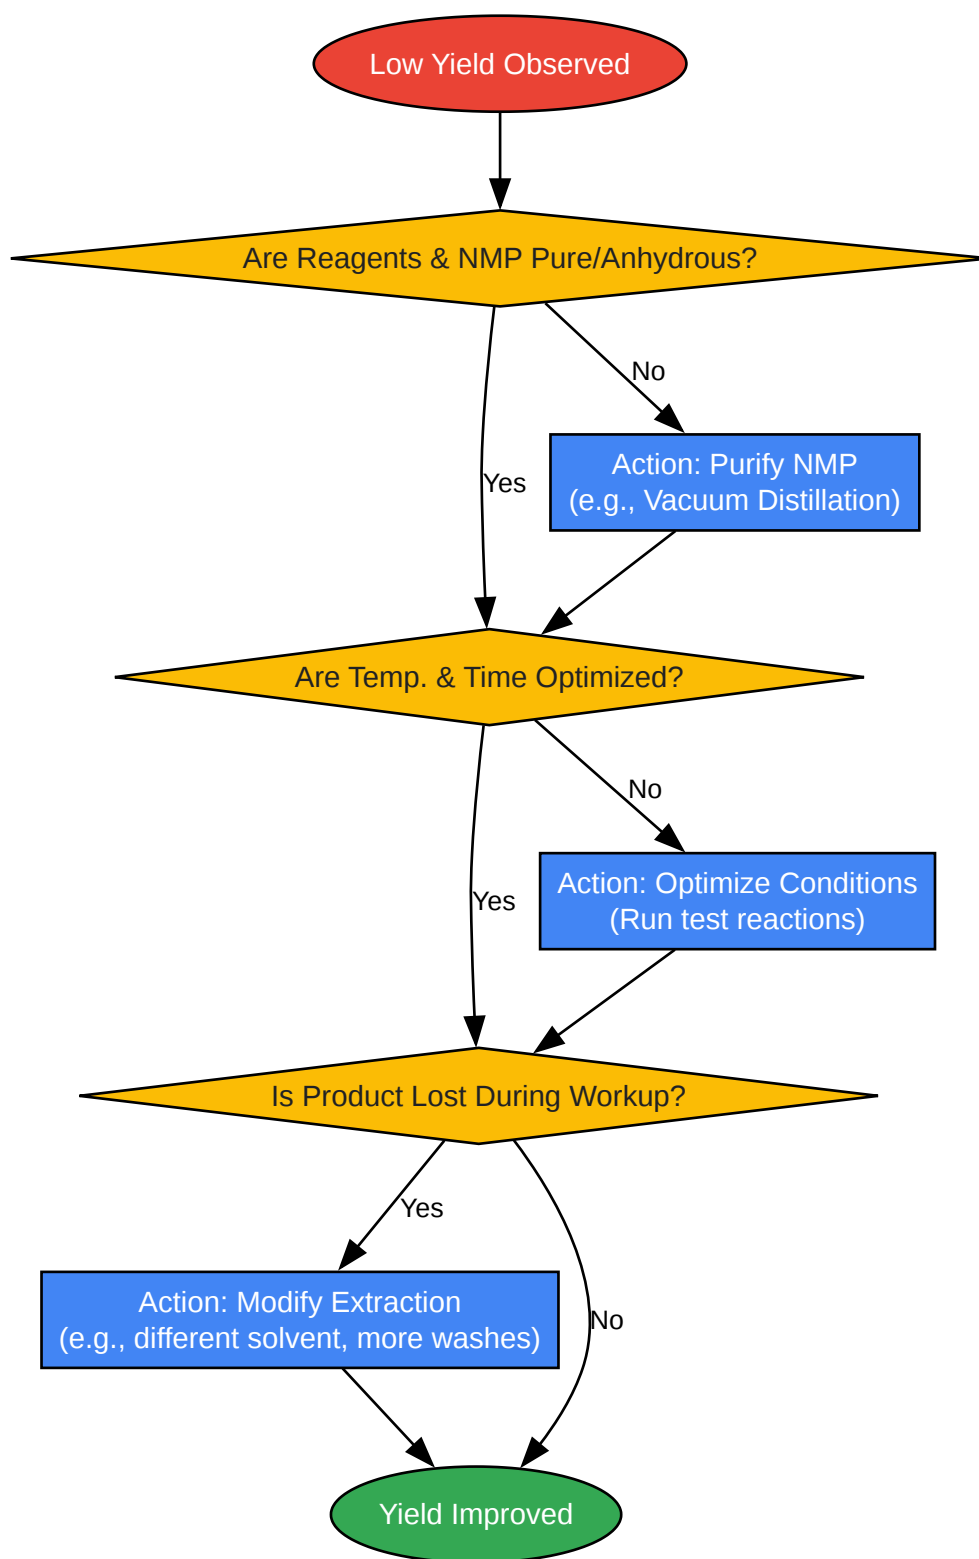 Low Yield Observed
Are Reagents & NMP Pure/Anhydrous?
No
Action: Purify NMP
(e.g., Vacuum Distillation)
Yes
Are Temp. & Time Optimized?
No
Action: Optimize Conditions
(Run test reactions)
Yes
Is Product Lost During Workup?
Yes
Action: Modify Extraction
(e.g., different solvent, more washes)
No
Yield Improved